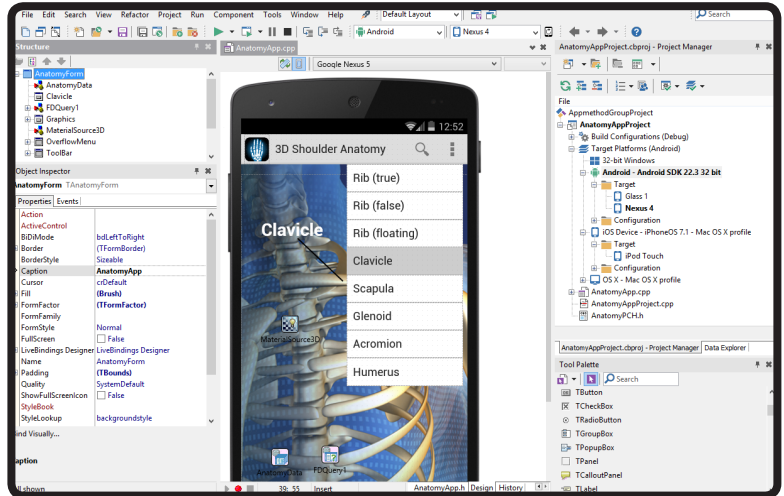 File Edit Search View Refactor Project Run Component Tools Window Help Default Layout Search
Android Nexus 4
Structure
AnatomyForm
AnatomyData
Clavicle
FDQuery1
Graphics
MaterialSource3D
OverflowMenu
ToolBar
Object Inspector
AnatomyForm TAnatomyForm
Properties Events
Action
ActiveControl
BiDiMode bdLeftToRight
Border (TFormBorder)
BorderStyle Sizeable
Caption AnatomyApp
Cursor crDefault
Fill (Brush)
FormFactor (TFormFactor)
FormFamily
FormStyle Normal
FullScreen False
LiveBindings Designer LiveBindings Designer
Name AnatomyForm
Padding (TBounds)
Quality SystemDefault
ShowFullScreenIcon False
StyleBook
StyleLookup backgroundstyle
ind Visually...
aption
ll shown
AnatomyApp.cpp
Google Nexus 5
12:52
3D Shoulder Anatomy
Rib (true)
Rib (false)
Rib (floating)
Clavicle
Scapula
Glenoid
Acromion
Humerus
Clavicle
MaterialSource3D
AnatomyData FDQuery1
39: 55 Insert AnatomyApp.h Design History
AnatomyAppProject.cbproj - Project Manager
File
AppmethodGroupProject
AnatomyAppProject
Build Configurations (Debug)
Target Platforms (Android)
32-bit Windows
Android - Android SDK 22.3 32 bit
Target
Glass 1
Nexus 4
Configuration
iOS Device - iPhoneOS 7.1 - Mac OS X profile
Target
iPod Touch
Configuration
OS X - Mac OS X profile
AnatomyApp.cpp
AnatomyAppProject.cpp
AnatomyPCH.h
AnatomyAppProject.cbproj - Project Manager Data Explorer
Tool Palette
Search
TButton
TCheckBox
TRadioButton
TGroupBox
TPopupBox
TPanel
TCalloutPanel
TLabel